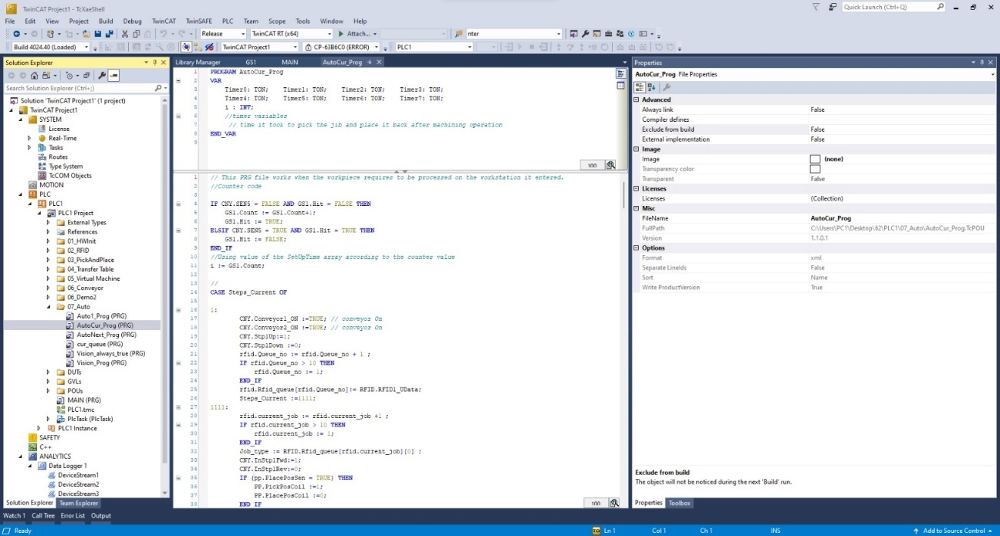 TwinCAT Project1 - TcXaeShell
Quick Launch (Ctrl+Q)
File Edit View Project Build Debug TwinCAT TwinSAFE PLC Team Scope Tools Window Help
Release TwinCAT RT (x64) Attach... nter
Build 4024.40 (Loaded) TwinCAT Project1 CP-63B6C0 (ERROR) PLC1
Solution Explorer
Search Solution Explorer (Ctrl+;)
Solution 'TwinCAT Project1' (1 project)
TwinCAT Project1
SYSTEM
License
Real-Time
Tasks
Routes
Type System
TcCOM Objects
MOTION
PLC
PLC1
PLC1 Project
External Types
References
01_HWInit
02_RFID
03_PickAndPlace
04_Transfer Table
05_Virtual Machine
06_Conveyor
06_Demo2
07_Auto
Auto1_Prog (PRG)
AutoCur_Prog (PRG)
AutoNext_Prog (PRG)
cur_queue (PRG)
Vision_always_true (PRG)
Vision_Prog (PRG)
DUTs
GVLs
POUs
MAIN (PRG)
PLC1.tmc
PlcTask (PlcTask)
PLC1 Instance
SAFETY
C++
ANALYTICS
Data Logger 1
DeviceStream1
DeviceStream2
DeviceStream3
Solution Explorer Team Explorer
Library Manager GS1 MAIN AutoCur_Prog
1 PROGRAM AutoCur_Prog
2 VAR
3 Timer0: TON; Timer1: TON; Timer2: TON; Timer3: TON;
4 Timer4: TON; Timer5: TON; Timer6: TON; Timer7: TON;
5 i : INT;
6 //timer variables
7 // time it took to pick the jib and place it back after machining operation
8 END_VAR
9
100
1 // This PRG file works when the workpiece requires to be processed on the workstation it entered.
2 //Counter code
3
4 IF CNY.SEN5 = FALSE AND GS1.Hit = FALSE THEN
5 GS1.Count := GS1.Count+1;
6 GS1.Hit := TRUE;
7 ELSIF CNY.SEN5 = TRUE AND GS1.Hit = TRUE THEN
8 GS1.Hit := FALSE;
9 END_IF
10 //Using value of the SetUpTime array according to the counter value
11 i := GS1.Count;
12
13 //
14 CASE Steps_Current OF
15
16 1:
17 CNY.Conveyor1_ON :=TRUE; // conveyor On
18 CNY.Conveyor2_ON :=TRUE; // conveyor On
19 CNY.Stp1Up:=1;
20 CNY.Stp1Down :=0;
21 rfid.Queue_no := rfid.Queue_no + 1 ;
22 IF rfid.Queue_no > 10 THEN
23 rfid.Queue_no := 1;
24 END_IF
25 rfid.Rfid_queue[rfid.Queue_no]:= RFID.RFID1_UData;
26 Steps_Current :=1111;
27 1111:
28 rfid.current_job := rfid.current_job +1 ;
29 IF rfid.current_job > 10 THEN
30 rfid.current_job := 1;
31 END_IF
32 Job_type := RFID.Rfid_queue[rfid.current_job][0] ;
33 CNY.InStp1Fwd:=1;
34 CNY.InStp1Rev:=0;
35 IF (pp.PlacePosSen = TRUE) THEN
36 PP.PickPosCoil :=1;
37 PP.PlacePosCoil :=0;
38 END_IF
100
Properties
AutoCur_Prog File Properties
Advanced
Always link False
Compiler defines
Exclude from build False
External implementation False
Image
Image (none)
Transparency color
Transparent False
Licenses
Licenses (Collection)
Misc
FileName AutoCur_Prog
FullPath C:\Users\PC1\Desktop\62\PLC1\07_Auto\AutoCur_Prog.TcPOU
Version 1.1.0.1
Options
Format xml
Separate LineIds False
Sort Name
Write ProductVersion True
Exclude from build
The object will not be noticed during the next 'Build' run.
Properties Toolbox
Watch 1 Call Tree Error List Output
Ready Ln 1 Col 1 Ch 1 INS Add to Source Control